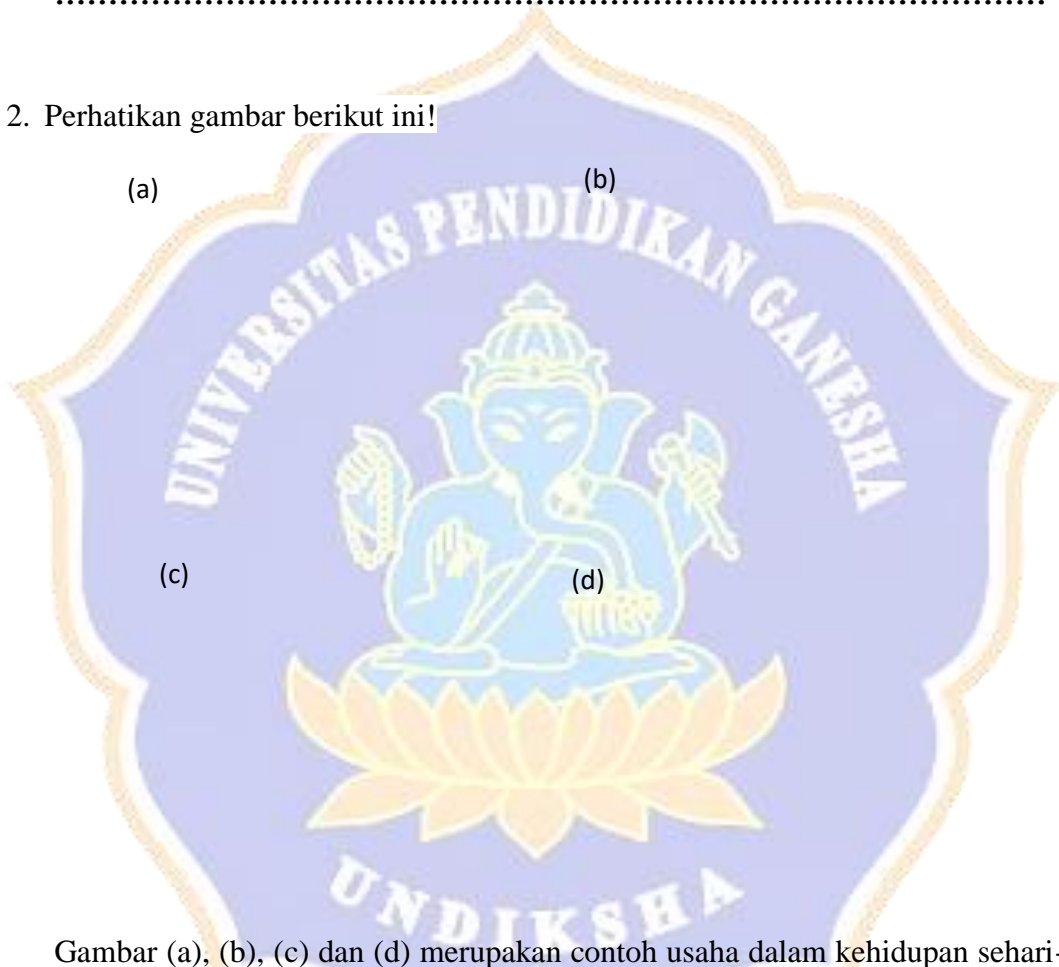 ………………………………………………………………………………………
2. Perhatikan gambar berikut ini!
(a)
(b)
UNIVERSITAS PENDIDIKAN GANESHA
(c)
(d)
UNDIKSHA
Gambar (a), (b), (c) dan (d) merupakan contoh usaha dalam kehidupan sehari-